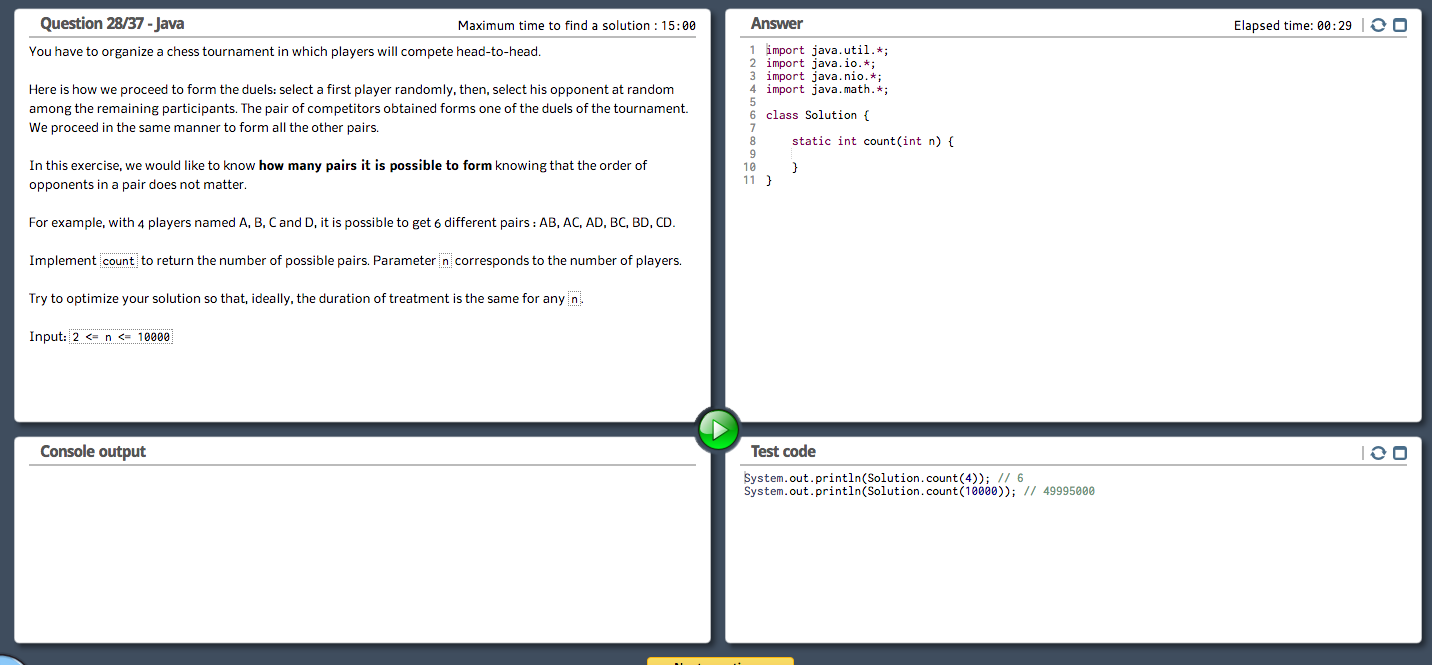 Question 28/37 - Java
Maximum time to find a solution : 15:00
You have to organize a chess tournament in which players will compete head-to-head.
Here is how we proceed to form the duels: select a first player randomly, then, select his opponent at random
among the remaining participants. The pair of competitors obtained forms one of the duels of the tournament.
We proceed in the same manner to form all the other pairs.
In this exercise, we would like to know how many pairs it is possible to form knowing that the order of
opponents in a pair does not matter.
For example, with 4 players named A, B, C and D, it is possible to get 6 different pairs : AB, AC, AD, BC, BD, CD.
Implement count to return the number of possible pairs. Parameter n corresponds to the number of players.
Try to optimize your solution so that, ideally, the duration of treatment is the same for any n.
Input: 2 <= n <= 10000
Answer
Elapsed time: 00:29
1 import java.util.*;
2 import java.io.*;
3 import java.nio.*;
4 import java.math.*;
5
6 class Solution {
7
8 static int count(int n) {
9
10 }
11 }
Console output
Test code
System.out.println(Solution.count(4)); // 6
System.out.println(Solution.count(10000)); // 49995000